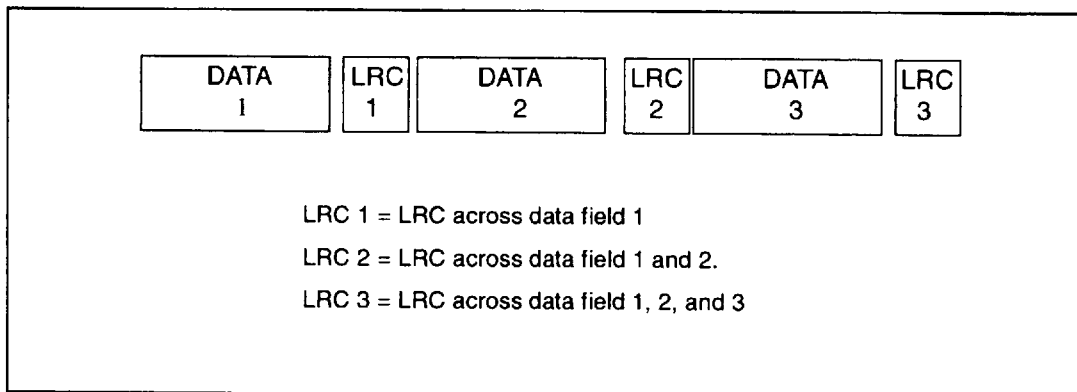 DATA LRC DATA LRC DATA LRC
1 1 2 2 3 3
LRC 1 = LRC across data field 1
LRC 2 = LRC across data field 1 and 2.
LRC 3 = LRC across data field 1, 2, and 3